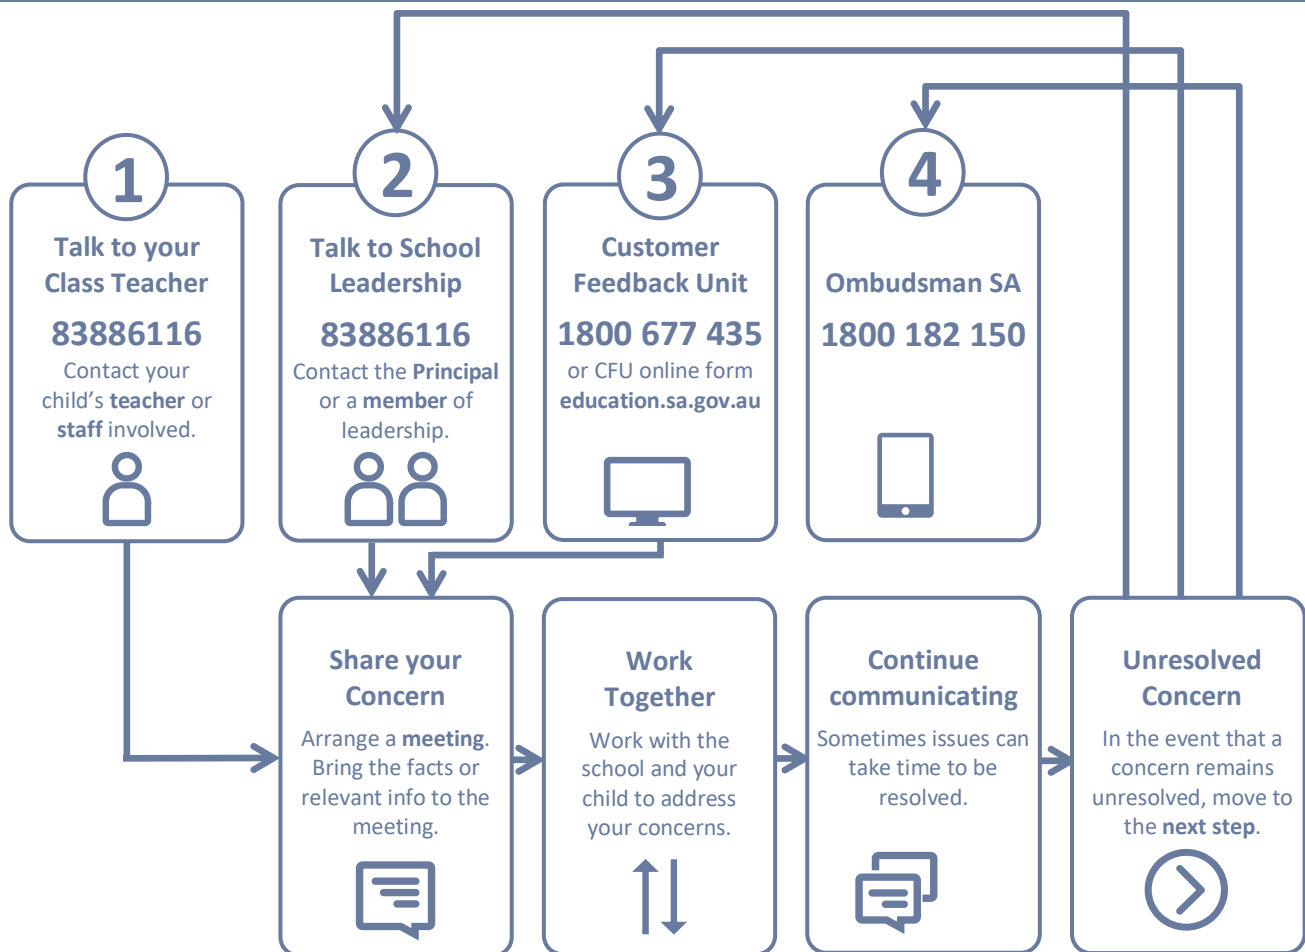 1
Talk to your
Class Teacher
83886116
Contact your
child's teacher or
staff involved.
2
Talk to School
Leadership
83886116
Contact the Principal
or a member of
leadership.
3
Customer
Feedback Unit
1800 677 435
or CFU online form
education.sa.gov.au
4
Ombudsman SA
1800 182 150
Share your
Concern
Arrange a meeting.
Bring the facts or
relevant info to the
meeting.
Work
Together
Work with the
school and your
child to address
your concerns.
Continue
communicating
Sometimes issues can
take time to be
resolved.
Unresolved
Concern
In the event that a
concern remains
unresolved, move to
the next step.